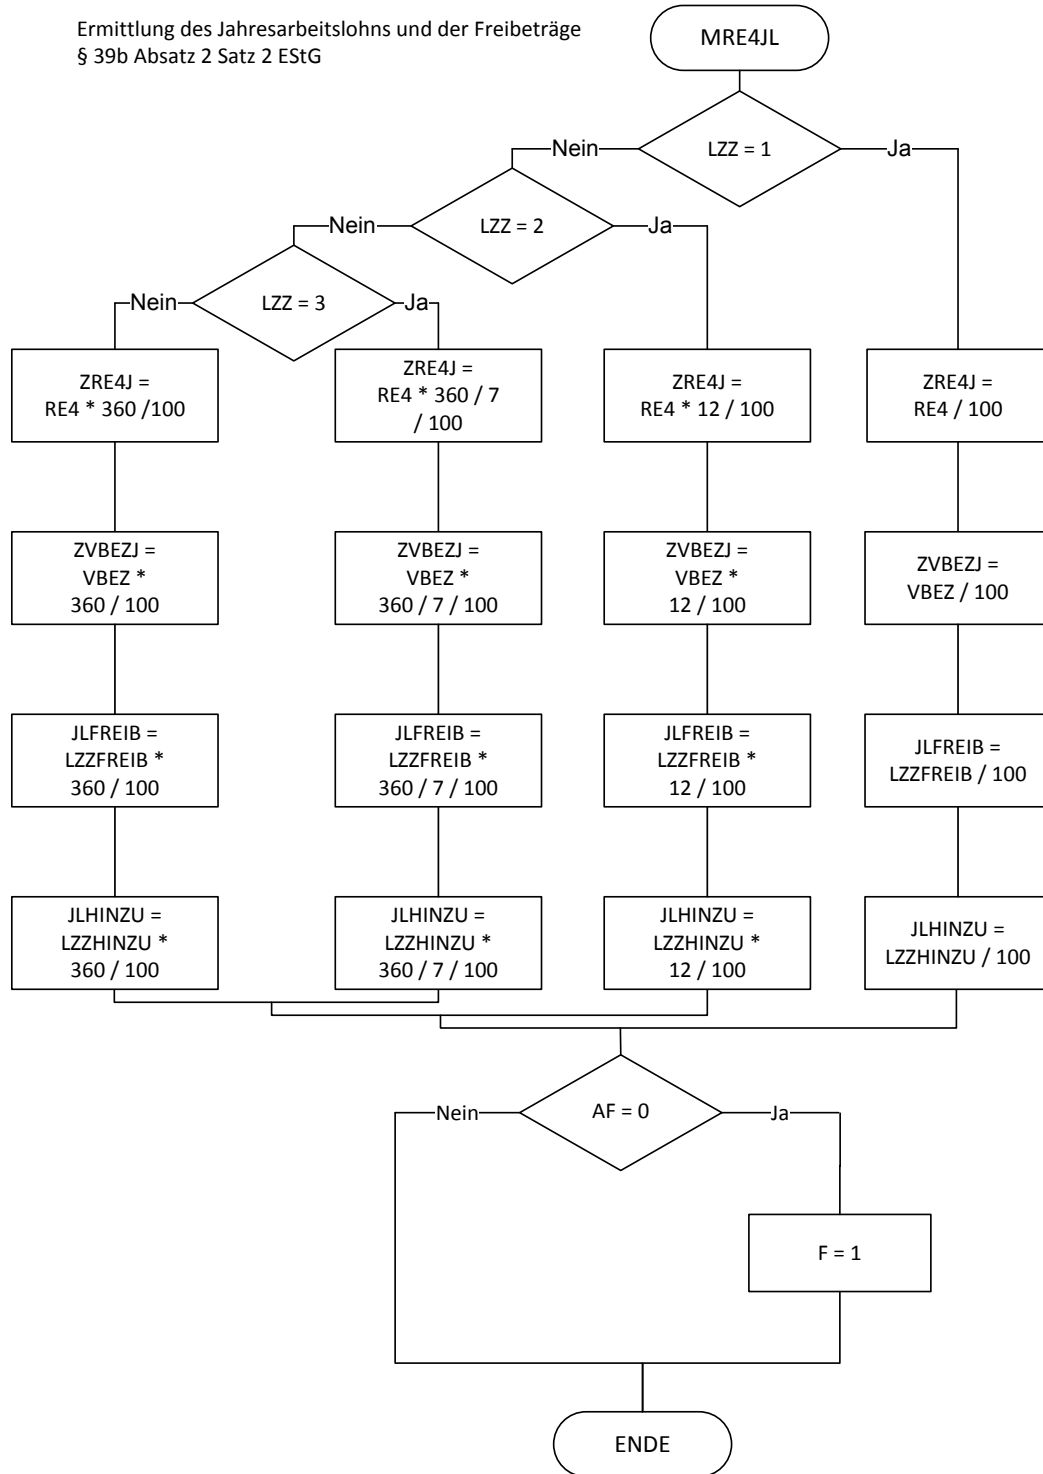 Ermittlung des Jahresarbeitslohns und der Freibeträge
§ 39b Absatz 2 Satz 2 EStG
MRE4JL
LZZ = 1
Nein
Ja
LZZ = 2
Nein
Ja
LZZ = 3
Nein
Ja
ZRE4J =
RE4 * 360 /100
ZRE4J =
RE4 * 360 / 7
/ 100
ZRE4J =
RE4 * 12 / 100
ZRE4J =
RE4 / 100
ZVBEZJ =
VBEZ *
360 / 100
ZVBEZJ =
VBEZ *
360 / 7 / 100
ZVBEZJ =
VBEZ *
12 / 100
ZVBEZJ =
VBEZ / 100
JLFREIB =
LZZFREIB *
360 / 100
JLFREIB =
LZZFREIB *
360 / 7 / 100
JLFREIB =
LZZFREIB *
12 / 100
JLFREIB =
LZZFREIB / 100
JLHINZU =
LZZHINZU *
360 / 100
JLHINZU =
LZZHINZU *
360 / 7 / 100
JLHINZU =
LZZHINZU *
12 / 100
JLHINZU =
LZZHINZU / 100
AF = 0
Nein
Ja
F = 1
ENDE